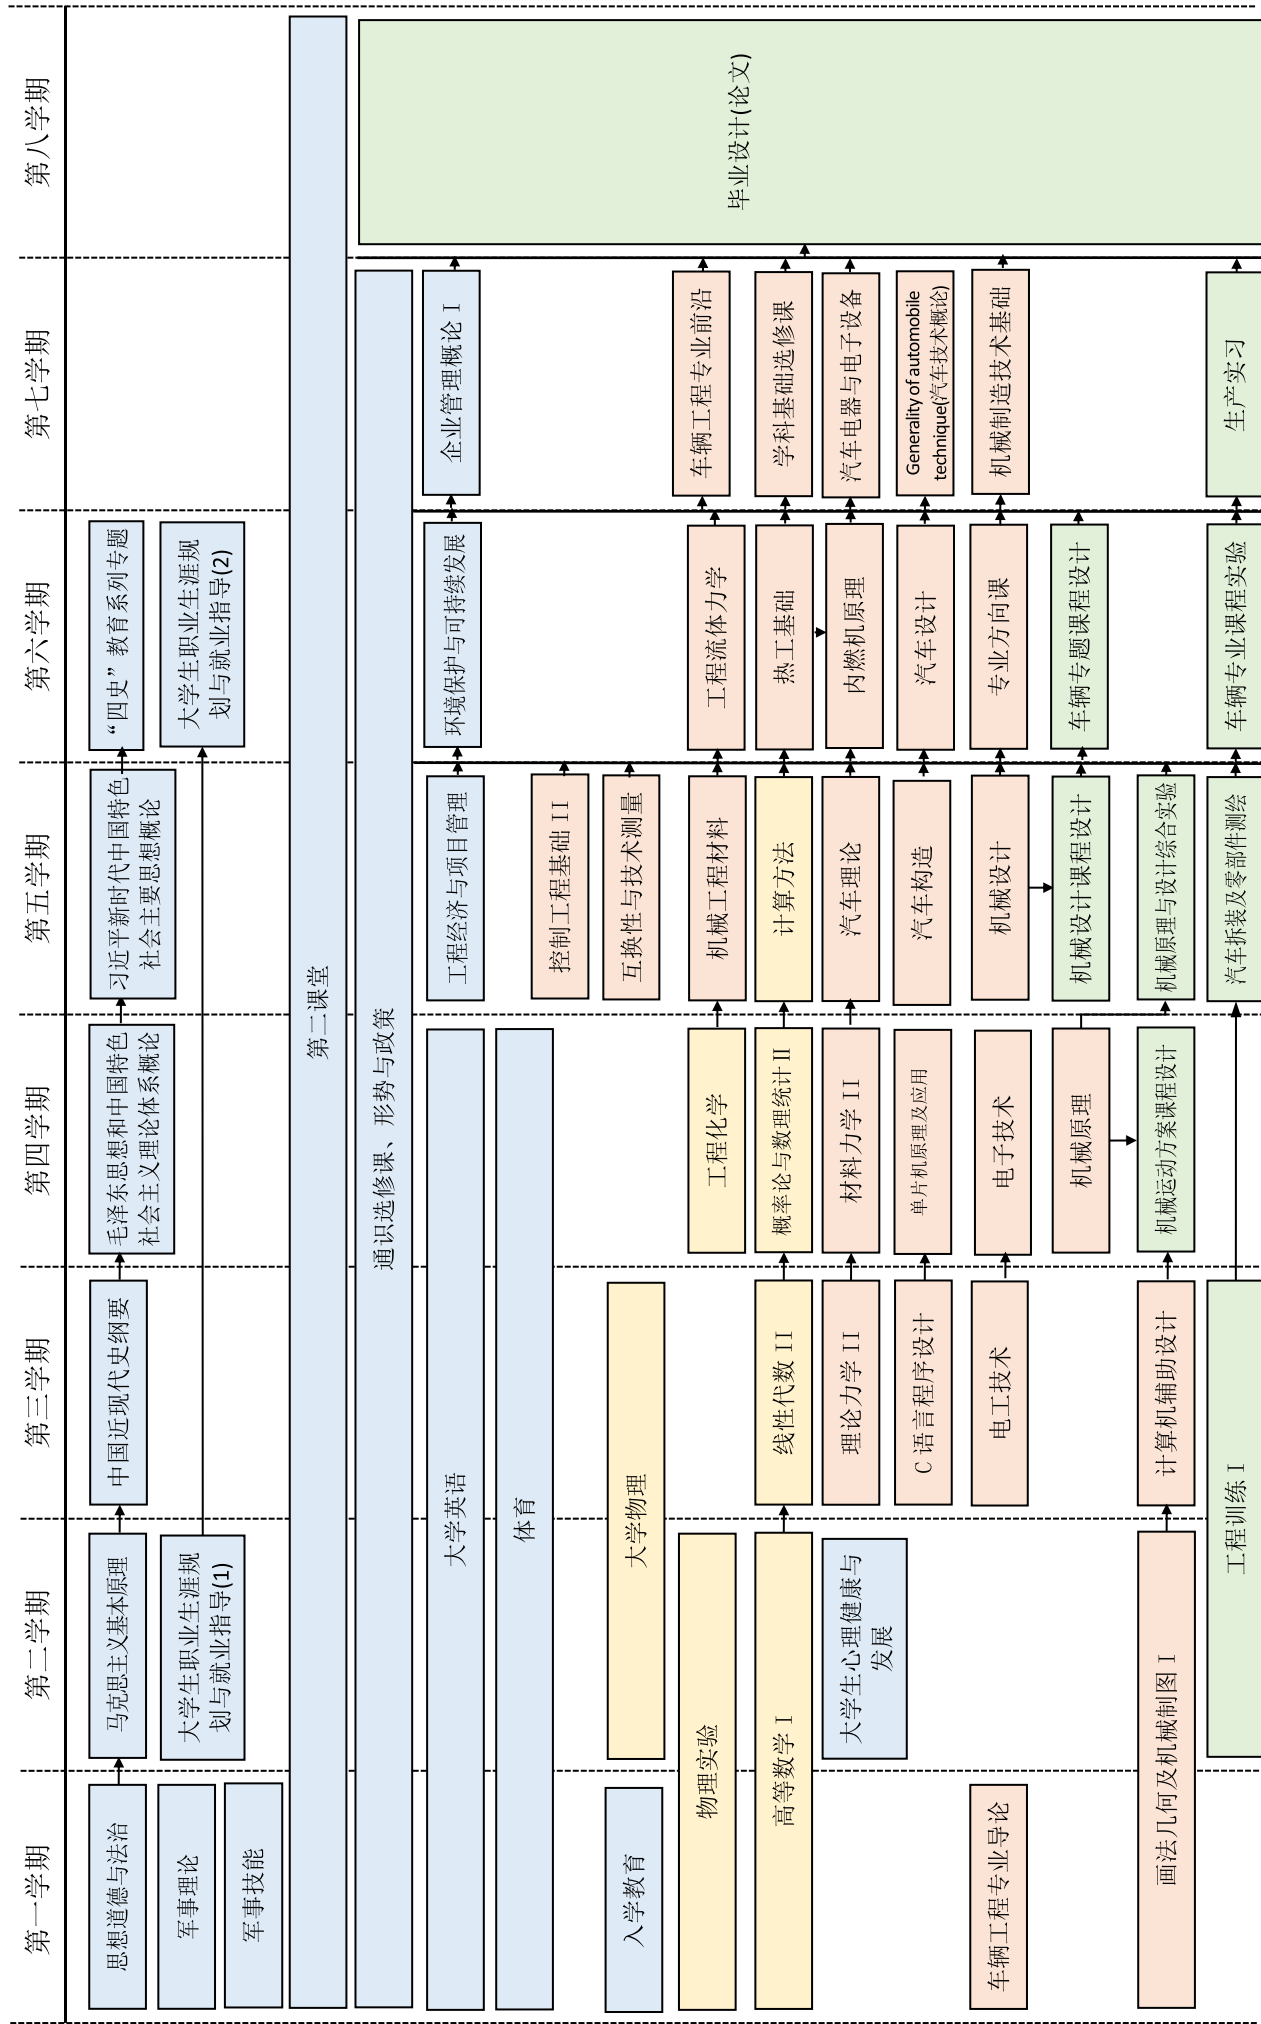 第一学期
第二学期
第三学期
第四学期
第五学期
第六学期
第七学期
第八学期
思想道德与法治
马克思主义基本原理
中国近现代史纲要
毛泽东思想和中国特色
社会主义理论体系概论
习近平新时代中国特色
社会主要思想概论
“四史”教育系列专题
军事理论
大学生职业生涯规
划与就业指导(1)
大学生职业生涯规
划与就业指导(2)
军事技能
第二课堂
通识选修课、形势与政策
大学英语
工程经济与项目管理
环境保护与可持续发展
企业管理概论 I
体育
控制工程基础 II
入学教育
大学物理
互换性与技术测量
物理实验
工程化学
机械工程材料
工程流体力学
车辆工程专业前沿
毕业设计(论文)
高等数学 I
线性代数 II
概率论与数理统计 II
计算方法
热工基础
学科基础选修课
大学生心理健康与
发展
理论力学 II
材料力学 II
汽车理论
内燃机原理
汽车电器与电子设备
C 语言程序设计
单片机原理及应用
汽车构造
汽车设计
Generality of automobile
technique(汽车技术概论)
车辆工程专业导论
电工技术
电子技术
机械设计
专业方向课
机械制造技术基础
机械原理
机械设计课程设计
车辆专题课程设计
画法几何及机械制图 I
计算机辅助设计
机械运动方案课程设计
机械原理与设计综合实验
工程训练 I
汽车拆装及零部件测绘
车辆专业课程实验
生产实习